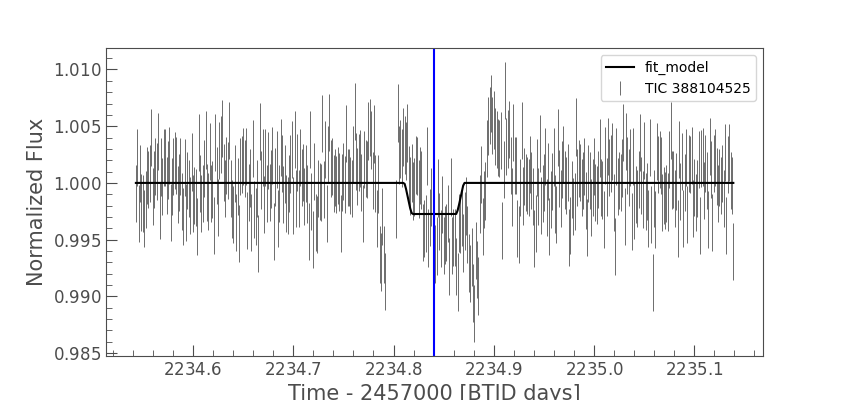 1.010
1.005
1.000
0.995
0.990
0.985
Normalized Flux
fit_model
TIC 388104525
2234.6 2234.7 2234.8 2234.9 2235.0 2235.1
Time - 2457000 [BTJD days]